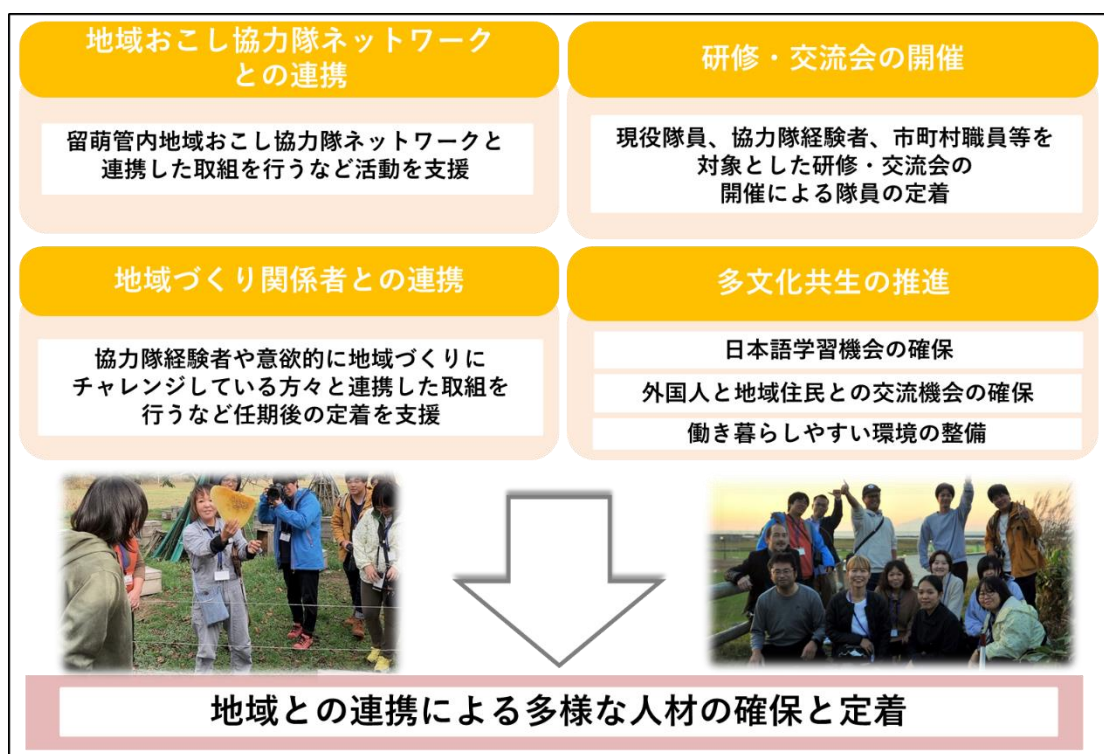 地域おこし協力隊ネットワーク
との連携
留萌管内地域おこし協力隊ネットワークと
連携した取組を行うなど活動を支援
研修・交流会の開催
現役隊員、協力隊経験者、市町村職員等を
対象とした研修・交流会の
開催による隊員の定着
地域づくり関係者との連携
協力隊経験者や意欲的に地域づくりに
チャレンジしている方々と連携した取組を
行うなど任期後の定着を支援
多文化共生の推進
日本語学習機会の確保
外国人と地域住民との交流機会の確保
働き暮らしやすい環境の整備
地域との連携による多様な人材の確保と定着